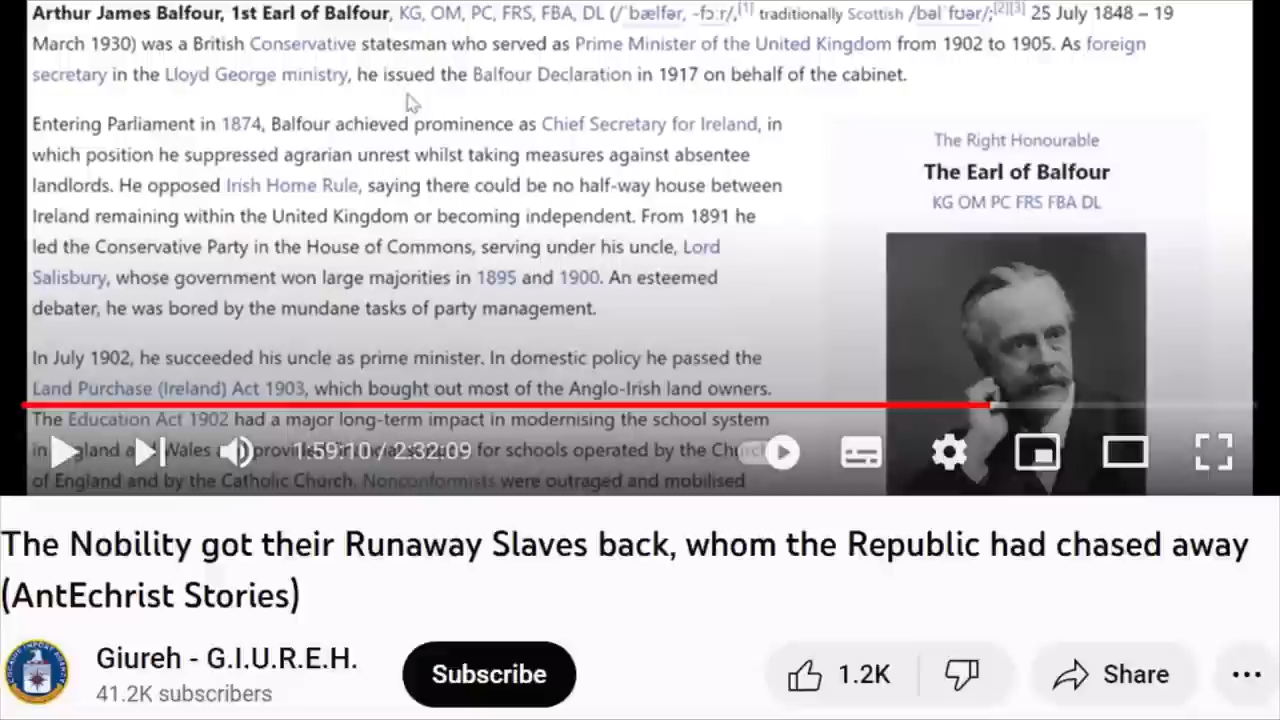 Arthur James Balfour, 1st Earl of Balfour, KG, OM, PC, FRS, FBA, DL (/ˈbælfər, -fɔːr/,[1] traditionally Scottish /bəlˈfʊər/;[2][3] 25 July 1848 – 19
March 1930) was a British Conservative statesman who served as Prime Minister of the United Kingdom from 1902 to 1905. As foreign
secretary in the Lloyd George ministry, he issued the Balfour Declaration in 1917 on behalf of the cabinet.
Entering Parliament in 1874, Balfour achieved prominence as Chief Secretary for Ireland, in
which position he suppressed agrarian unrest whilst taking measures against absentee
landlords. He opposed Irish Home Rule, saying there could be no half-way house between
Ireland remaining within the United Kingdom or becoming independent. From 1891 he
led the Conservative Party in the House of Commons, serving under his uncle, Lord
Salisbury, whose government won large majorities in 1895 and 1900. An esteemed
debater, he was bored by the mundane tasks of party management.
In July 1902, he succeeded his uncle as prime minister. In domestic policy he passed the
Land Purchase (Ireland) Act 1903, which bought out most of the Anglo-Irish land owners.
The Education Act 1902 had a major long-term impact in modernising the school system
in England and Wales for schools operated by the Church
of England and by the Catholic Church. Nonconformists were outraged and mobilised
The Right Honourable
The Earl of Balfour
KG OM PC FRS FBA DL
1:59:10 / 2:32:09
The Nobility got their Runaway Slaves back, whom the Republic had chased away
(AntEchrist Stories)
Giureh - G.I.U.R.E.H.
41.2K subscribers
Subscribe
1.2K
Share